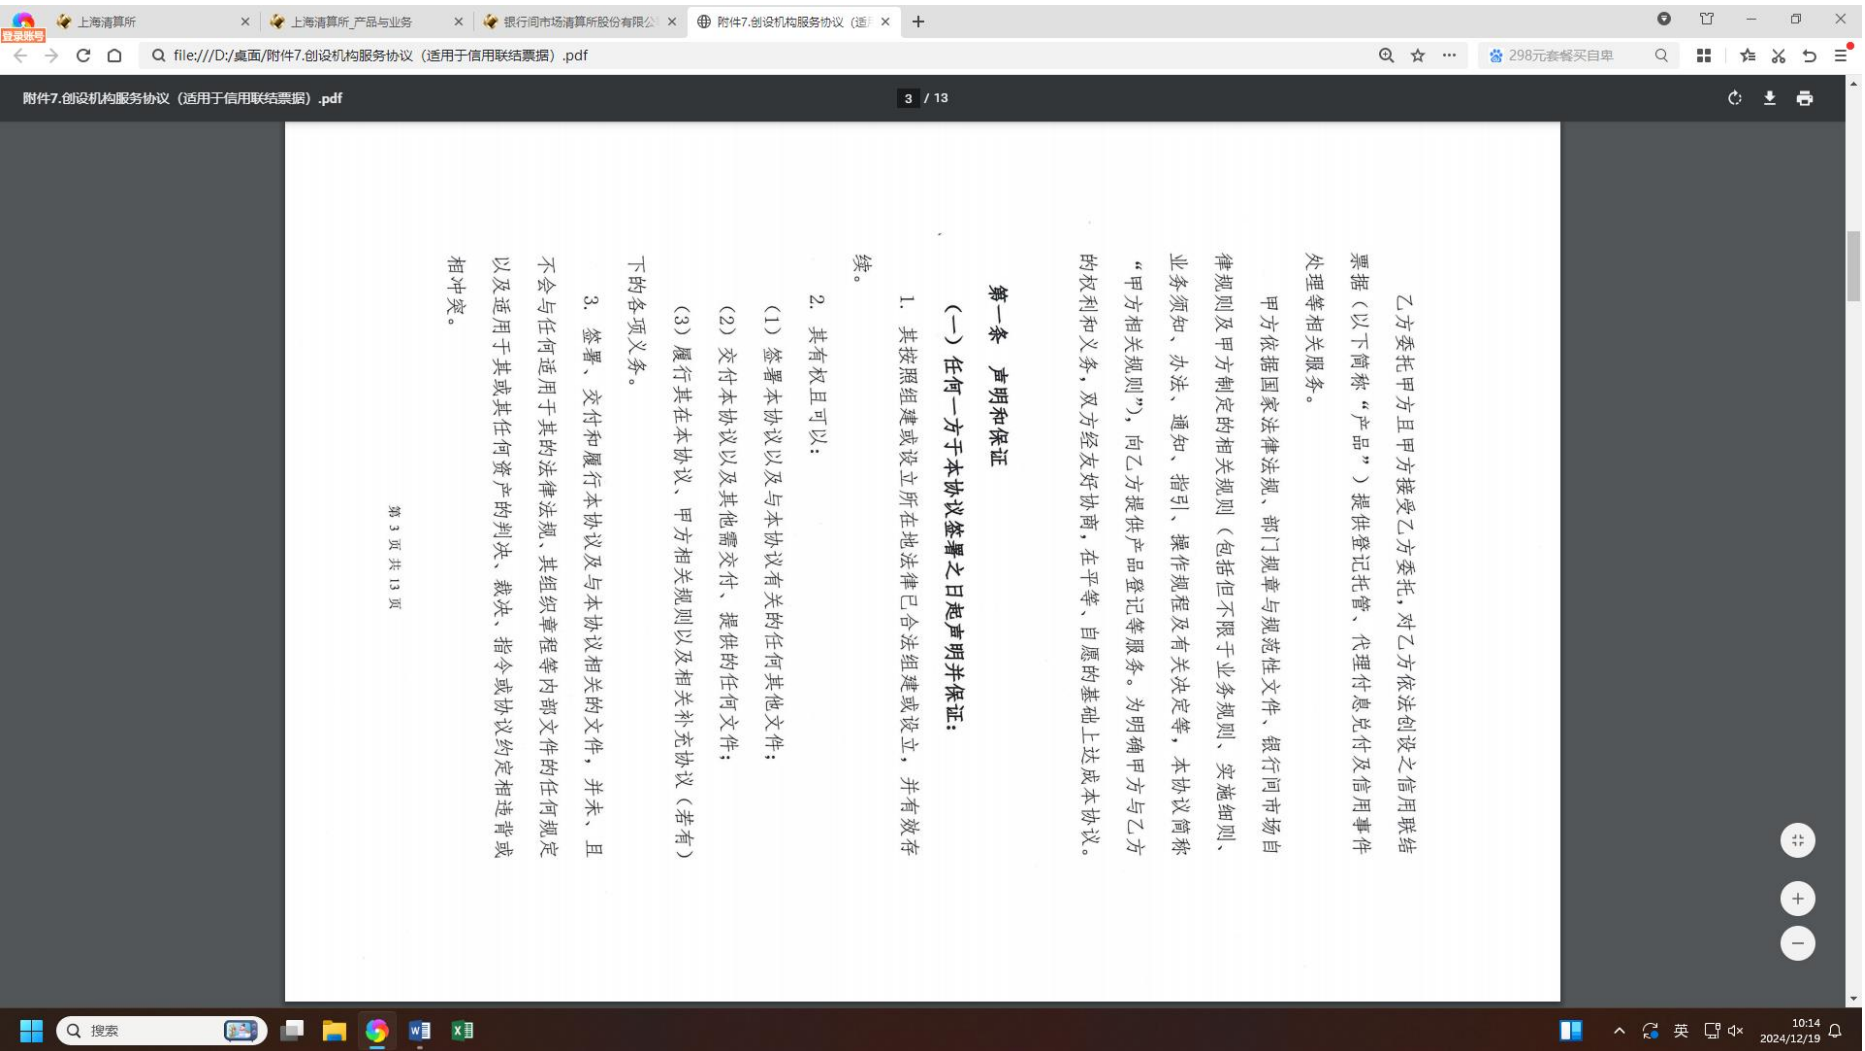 上海清算所
上海清算所_产品与业务
银行间市场清算所股份有限公
附件7.创设机构服务协议（适
登录账号
file:///D:/桌面/附件7.创设机构服务协议（适用于信用联结票据）.pdf
298元套餐买自卑
附件7.创设机构服务协议（适用于信用联结票据）.pdf
3 / 13
乙方委托甲方且甲方接受乙方委托，对乙方依法创设之信用联结
票据（以下简称“产品”）提供登记托管、代理付息兑付及信用事件
处理等相关服务。
甲方依据国家法律法规、部门规章与规范性文件、银行间市场自
律规则及甲方制定的相关规则（包括但不限于业务规则、实施细则、
业务须知、办法、通知、指引、操作规程及有关决定等，本协议简称
“甲方相关规则”），向乙方提供产品登记等服务。为明确甲方与乙方
的权利和义务，双方经友好协商，在平等、自愿的基础上达成本协议。
第一条 声明和保证
（一）任何一方于本协议签署之日起声明并保证：
1. 其按照组建或设立所在地法律已合法组建或设立，并有效存
续。
2. 其有权且可以：
（1）签署本协议以及与本协议有关的任何其他文件；
（2）交付本协议以及其他需交付、提供的任何文件；
（3）履行其在本协议、甲方相关规则以及相关补充协议（若有）
下的各项义务。
3. 签署、交付和履行本协议及与本协议相关的文件，并未、且
不会与任何适用于其的法律法规、其组织章程等内部文件的任何规定
以及适用于其或其任何资产的判决、裁决、指令或协议约定相违背或
相冲突。
第 3 页 共 13 页
搜索
英
10:14
2024/12/19